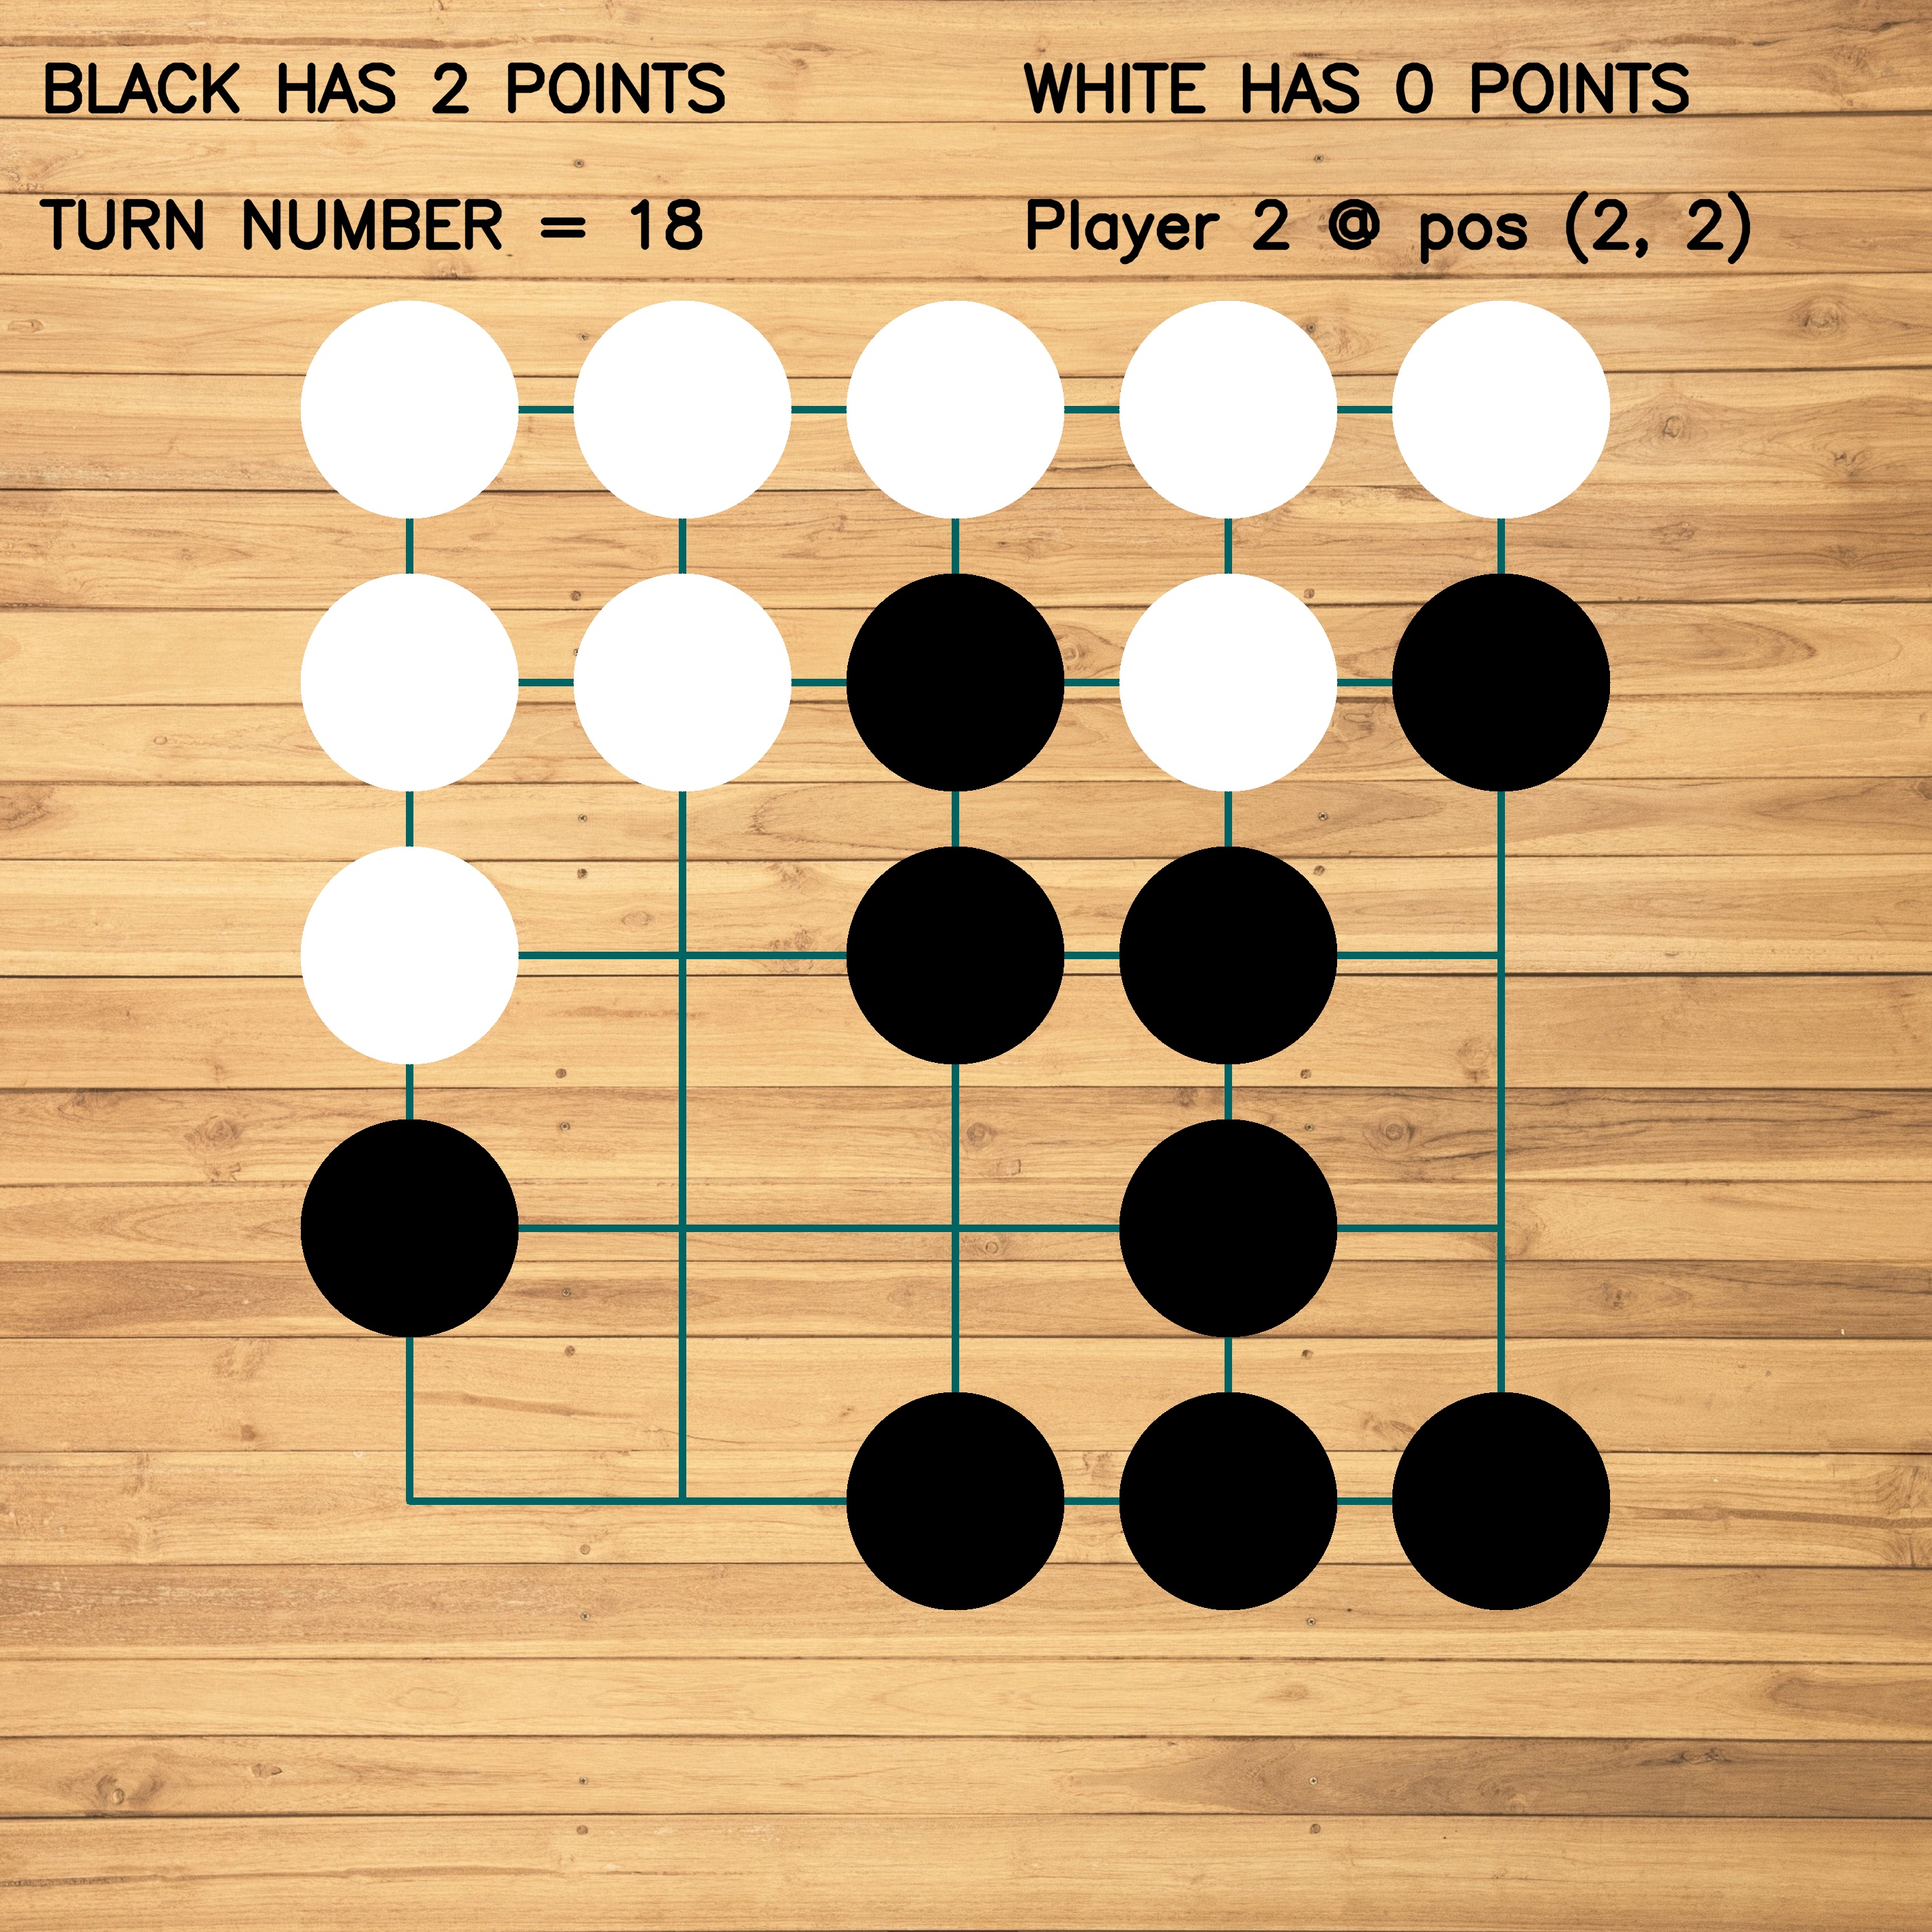 BLACK HAS 2 POINTS
WHITE HAS 0 POINTS
TURN NUMBER = 18
Player 2 @ pos (2, 2)